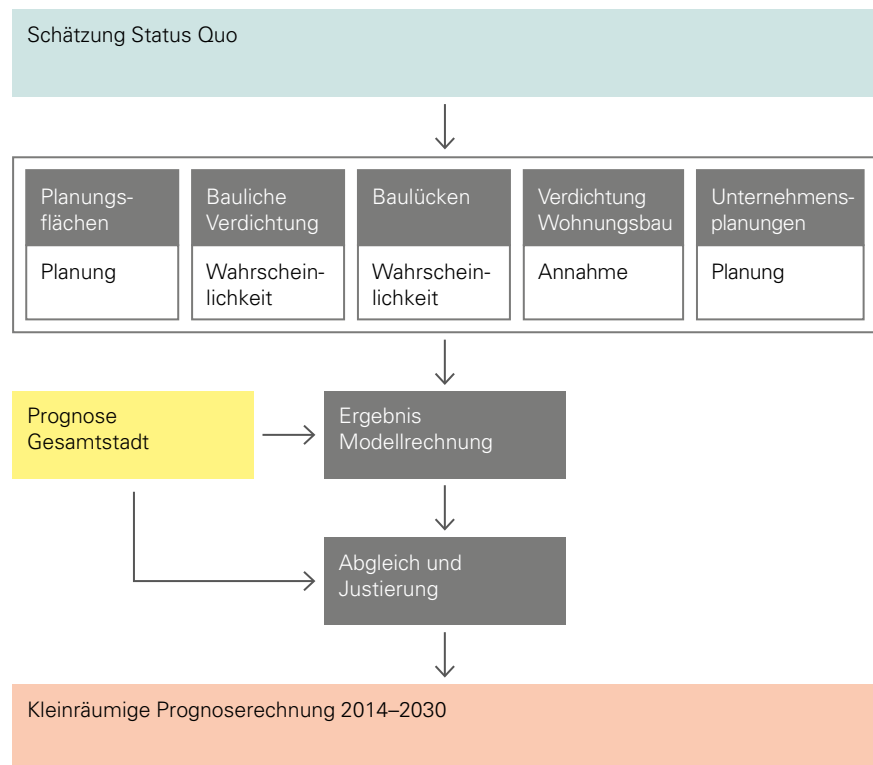 Schätzung Status Quo
Planungs-
flächen
Planung
Bauliche
Verdichtung
Wahrschein-
lichkeit
Baulücken
Wahrschein-
lichkeit
Verdichtung
Wohnungsbau
Annahme
Unternehmens-
planungen
Planung
Prognose
Gesamtstadt
Ergebnis
Modellrechnung
Abgleich und
Justierung
Kleinräumige Prognoserechnung 2014–2030